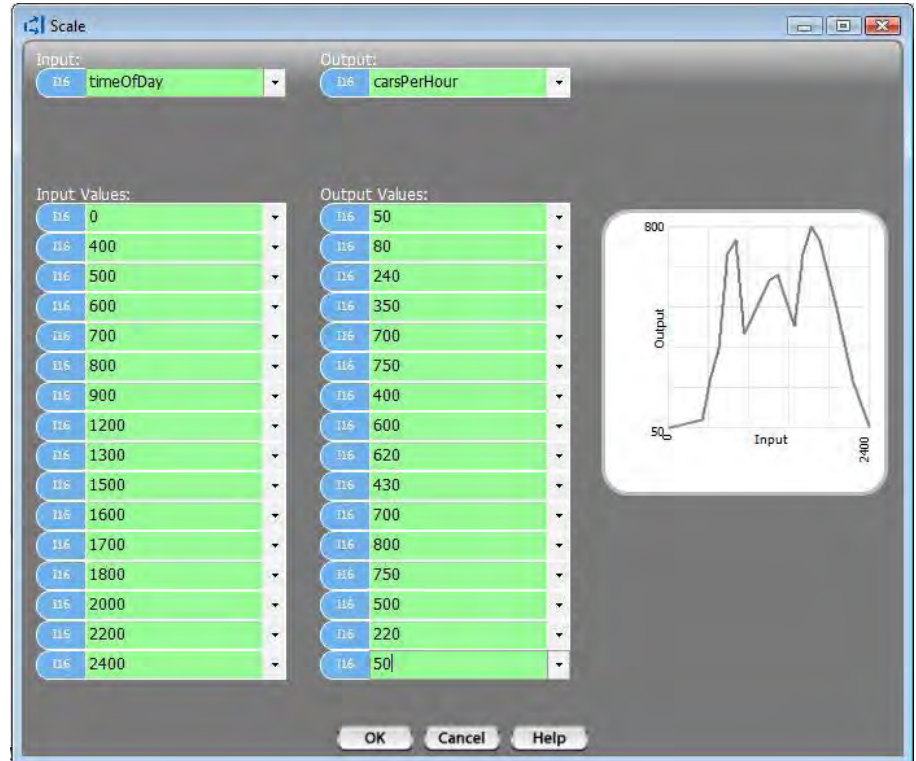 Scale
Input: Output:
I16 timeOfDay I16 carsPerHour
Input Values: Output Values:
I16 0 I16 50
I16 400 I16 80
I16 500 I16 240
I16 600 I16 350
I16 700 I16 700
I16 800 I16 750
I16 900 I16 400
I16 1200 I16 600
I16 1300 I16 620
I16 1500 I16 430
I16 1600 I16 700
I16 1700 I16 800
I16 1800 I16 750
I16 2000 I16 500
I16 2200 I16 220
I16 2400 I16 50
800
Output
50
0
Input
2400
OK Cancel Help